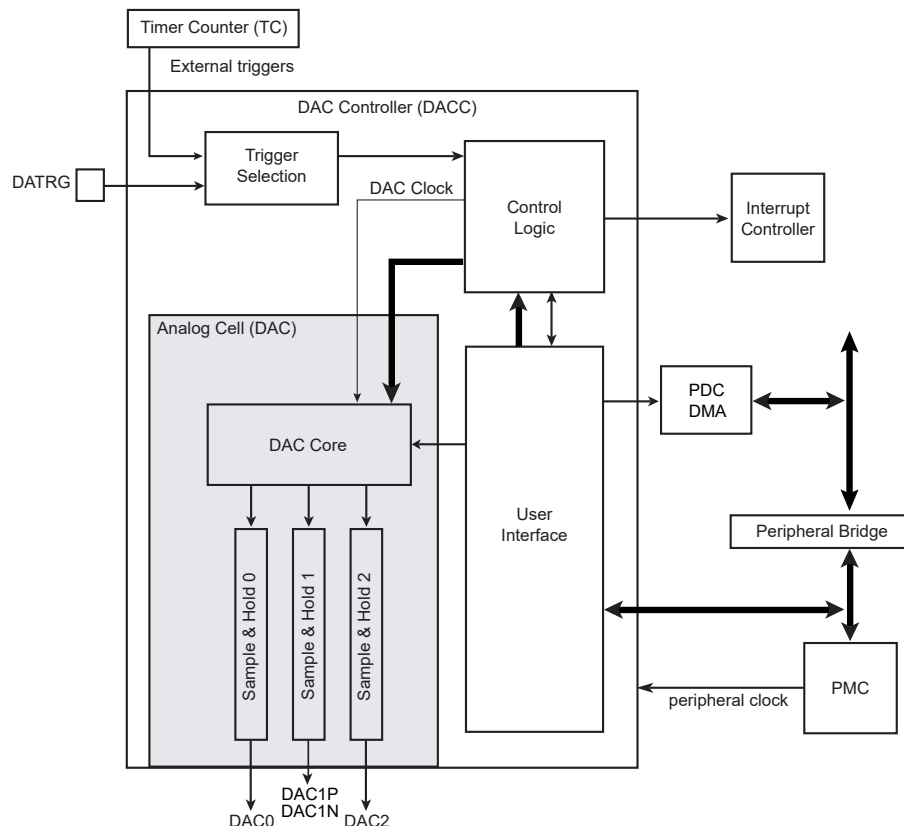 Timer Counter (TC)
External triggers
DAC Controller (DACC)
Trigger
Selection
DATRG
DAC Clock
Control
Logic
Interrupt
Controller
Analog Cell (DAC)
PDC
DMA
DAC Core
User
Interface
Peripheral Bridge
Sample & Hold 0
Sample & Hold 1
Sample & Hold 2
PMC
peripheral clock
DAC1P
DAC1N
DAC0
DAC2